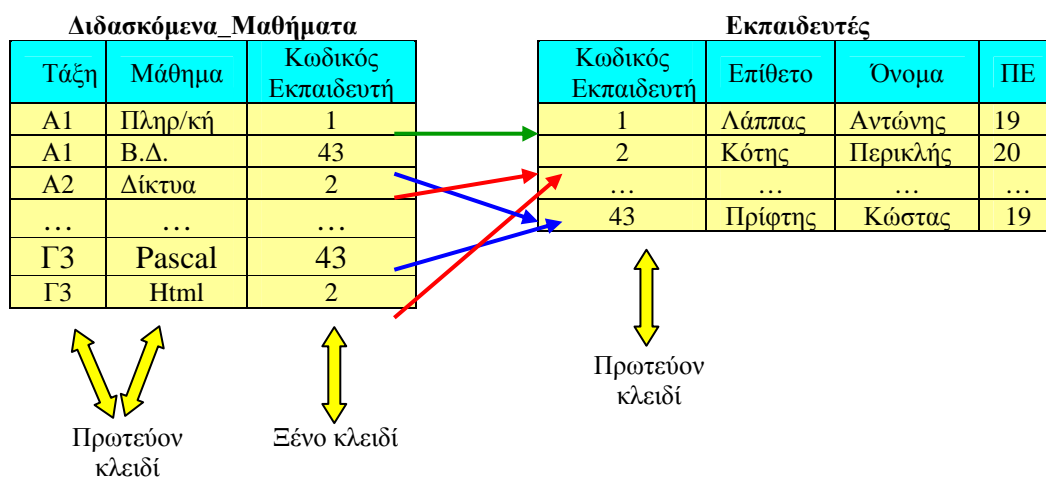 Διδασκόμενα_Μαθήματα
Τάξη Μάθημα Κωδικός Εκπαιδευτή
Α1 Πληρ/κή 1
Α1 Β.Δ. 43
Α2 Δίκτυα 2
… … …
Γ3 Pascal 43
Γ3 Html 2
Πρωτεύον
κλειδί
Ξένο κλειδί
Εκπαιδευτές
Κωδικός Εκπαιδευτή Επίθετο Όνομα ΠΕ
1 Λάππας Αντώνης 19
2 Κότης Περικλής 20
… … … …
43 Πρίφτης Κώστας 19
Πρωτεύον
κλειδί